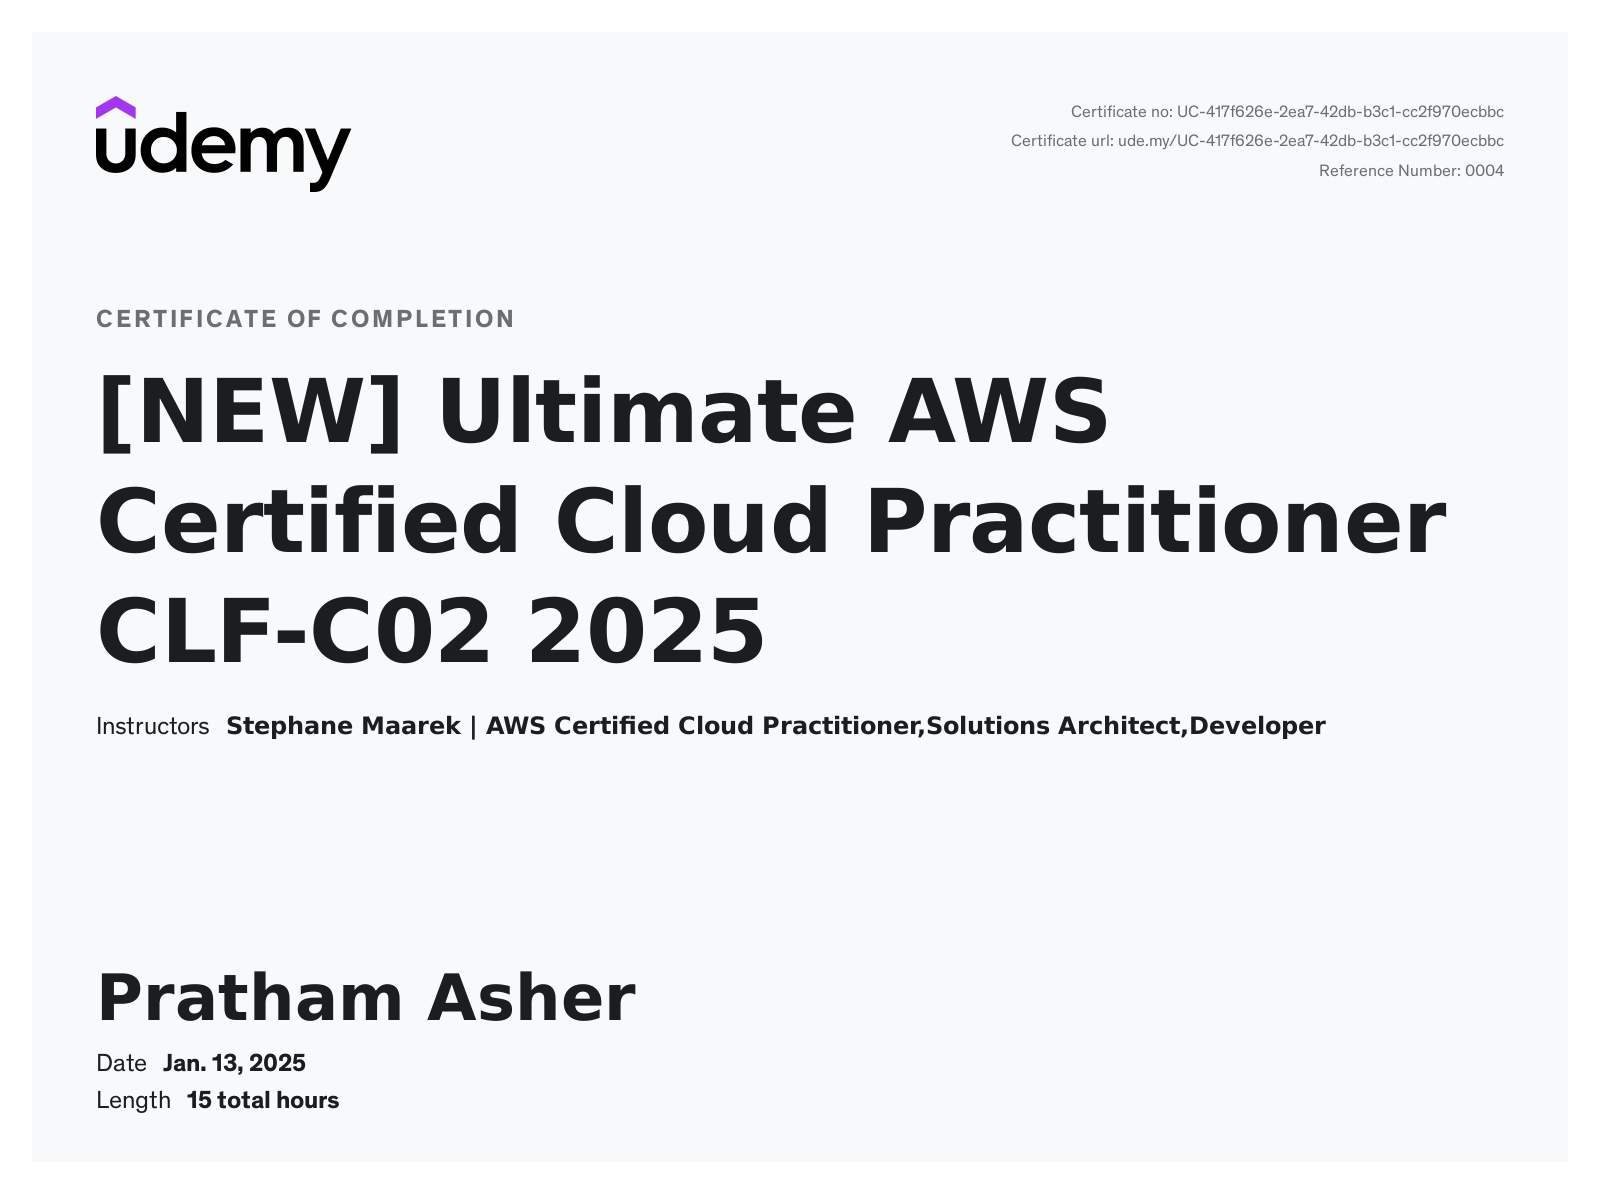 udemy
Certificate no: UC-417f626e-2ea7-42db-b3c1-cc2f970ecbbc
Certificate url: ude.my/UC-417f626e-2ea7-42db-b3c1-cc2f970ecbbc
Reference Number: 0004
CERTIFICATE OF COMPLETION
[NEW] Ultimate AWS
Certified Cloud Practitioner
CLF-C02 2025
Instructors Stephane Maarek | AWS Certified Cloud Practitioner,Solutions Architect,Developer
Pratham Asher
Date Jan. 13, 2025
Length 15 total hours